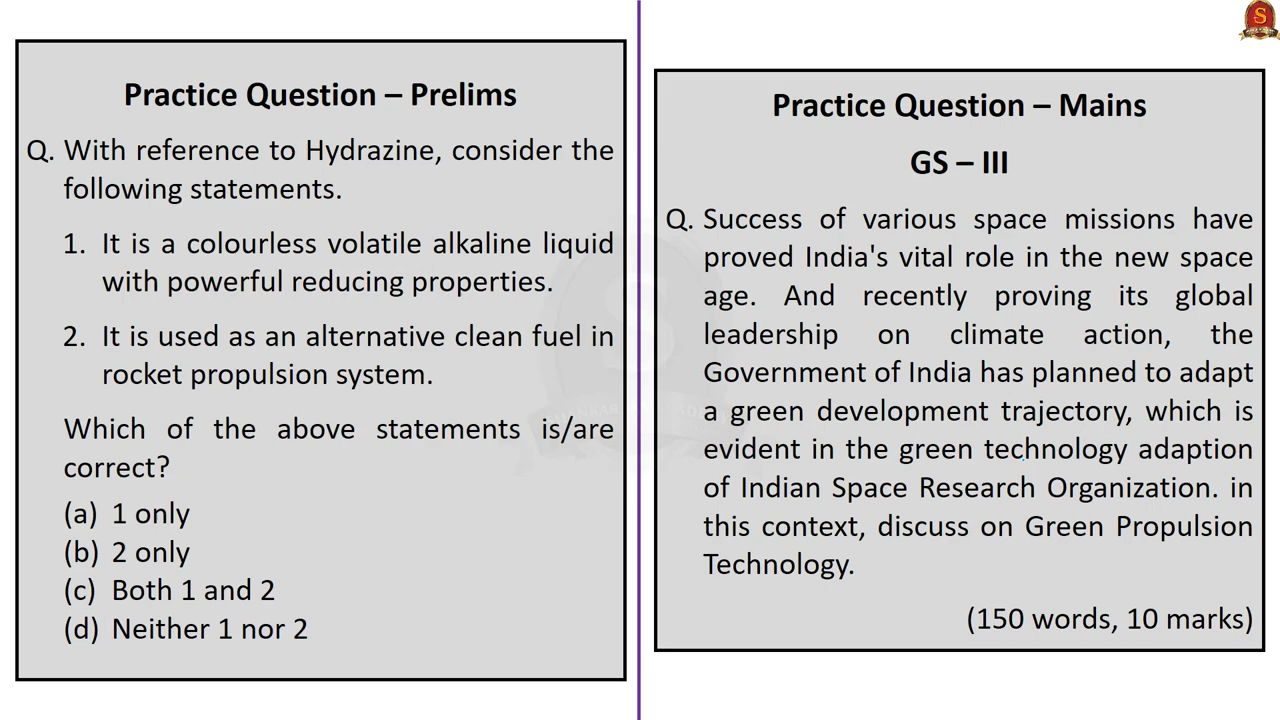 Practice Question – Prelims
Q. With reference to Hydrazine, consider the
following statements.
1. It is a colourless volatile alkaline liquid
with powerful reducing properties.
2. It is used as an alternative clean fuel in
rocket propulsion system.
Which of the above statements is/are
correct?
(a) 1 only
(b) 2 only
(c) Both 1 and 2
(d) Neither 1 nor 2
Practice Question – Mains
GS – III
Q. Success of various space missions have
proved India's vital role in the new space
age. And recently proving its global
leadership on climate action, the
Government of India has planned to adapt
a green development trajectory, which is
evident in the green technology adaption
of Indian Space Research Organization. in
this context, discuss on Green Propulsion
Technology.
(150 words, 10 marks)
S